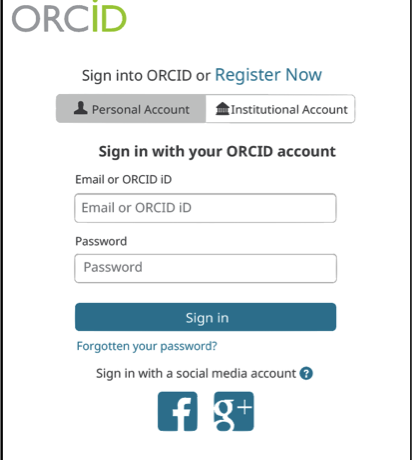 ORCID
Sign into ORCID or Register Now
Personal Account Institutional Account
Sign in with your ORCID account
Email or ORCID iD
Email or ORCID iD
Password
Password
Sign in
Forgotten your password?
Sign in with a social media account ?
f g+